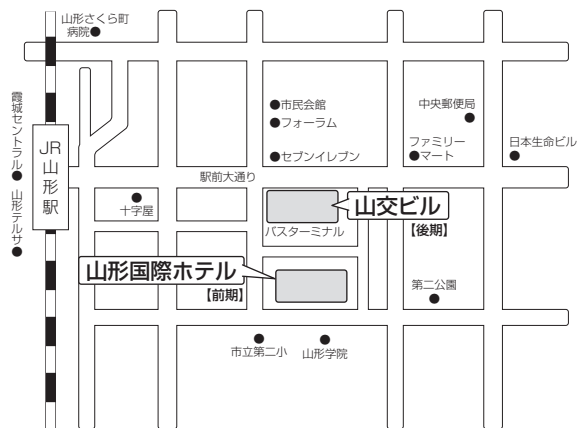 山形さくら町
病院●
●市民会館
●フォーラム
中央郵便局
霞城セントラル●
山形テルサ●
JR山形駅
●セブンイレブン
ファミリー
●マート
日本生命ビル
駅前大通り
十字屋
山交ビル
バスターミナル
【後期】
山形国際ホテル
【前期】
第二公園
市立第二小
山形学院